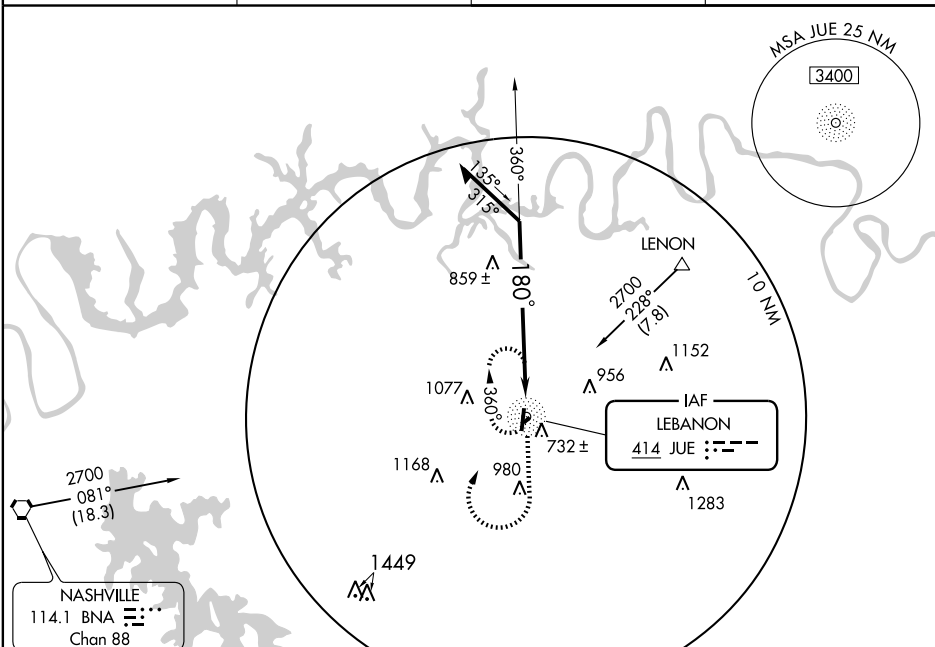 MSA JUE 25 NM
3400
360°
135°
315°
LENON
859 ±
180°
2700
228°
(7.8)
10 NM
1152
956
1077
360°
IAF
LEBANON
414 JUE
732 ±
1168
980
1283
2700
081°
(18.3)
1449
NASHVILLE
114.1 BNA
Chan 88